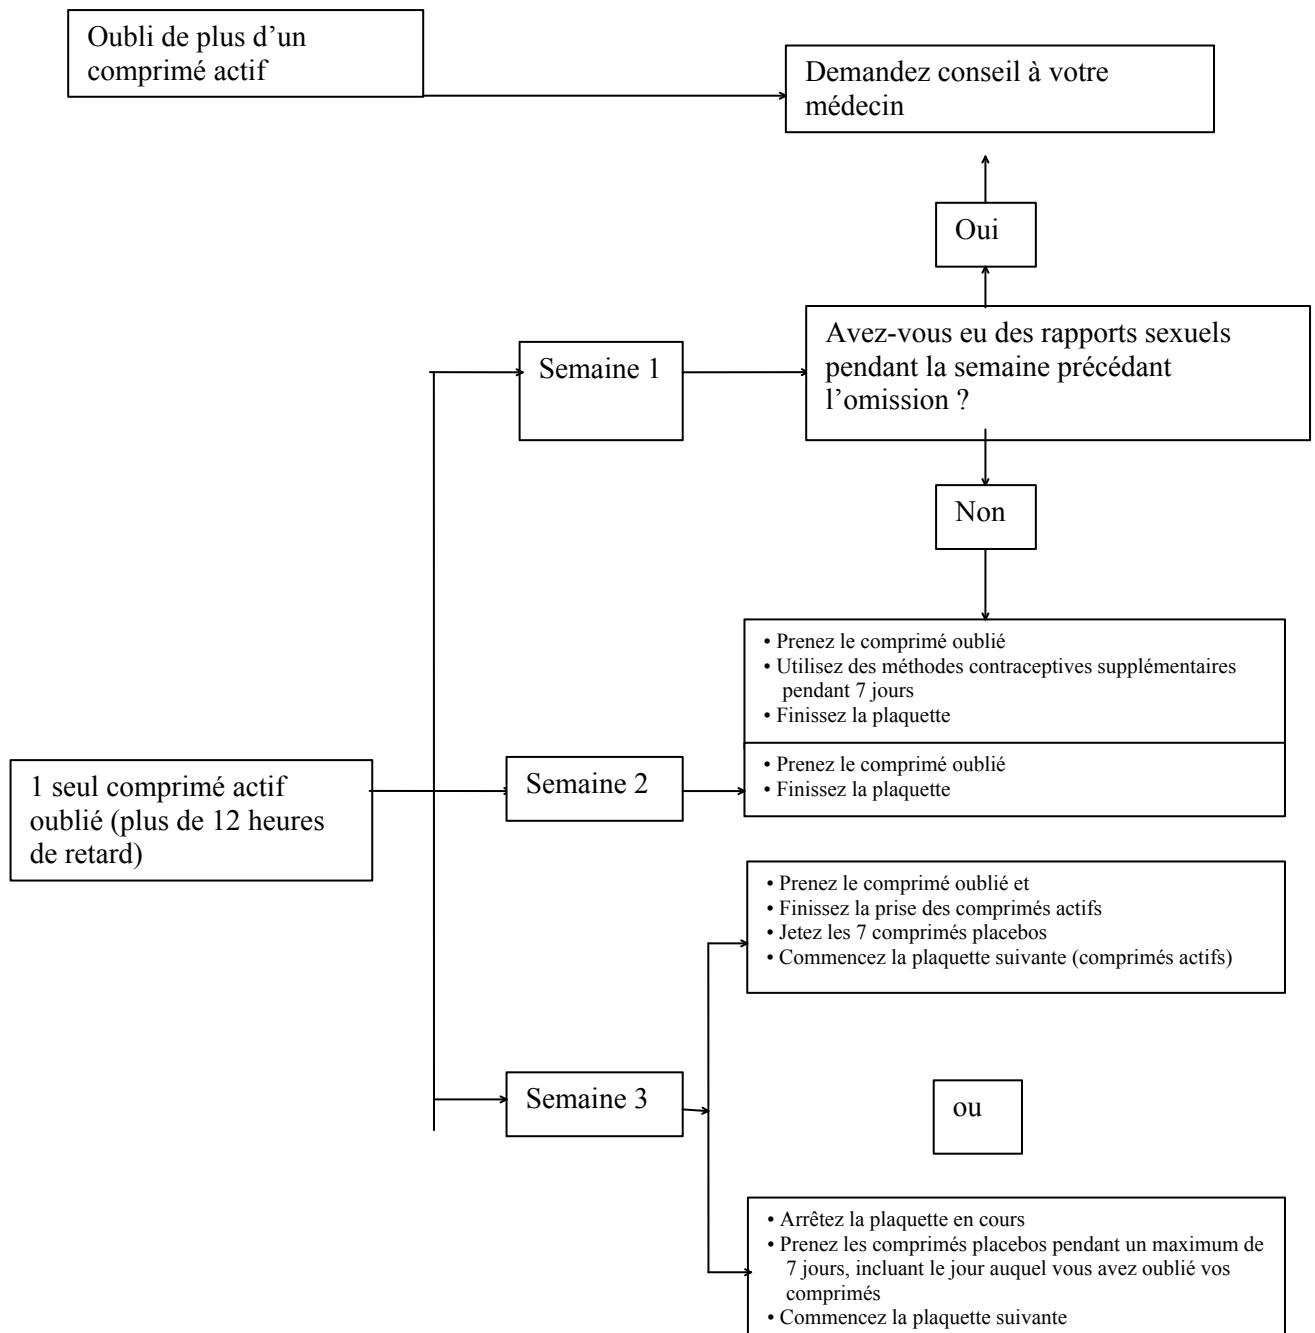 Oubli de plus d’un
comprimé actif
Demandez conseil à votre
médecin
Oui
Avez-vous eu des rapports sexuels
pendant la semaine précédant
l’omission ?
Semaine 1
Non
• Prenez le comprimé oublié
• Utilisez des méthodes contraceptives supplémentaires
pendant 7 jours
• Finissez la plaquette
1 seul comprimé actif
oublié (plus de 12 heures
de retard)
Semaine 2
• Prenez le comprimé oublié
• Finissez la plaquette
• Prenez le comprimé oublié et
• Finissez la prise des comprimés actifs
• Jetez les 7 comprimés placebos
• Commencez la plaquette suivante (comprimés actifs)
Semaine 3
ou
• Arrêtez la plaquette en cours
• Prenez les comprimés placebos pendant un maximum de
7 jours, incluant le jour auquel vous avez oublié vos
comprimés
• Commencez la plaquette suivante